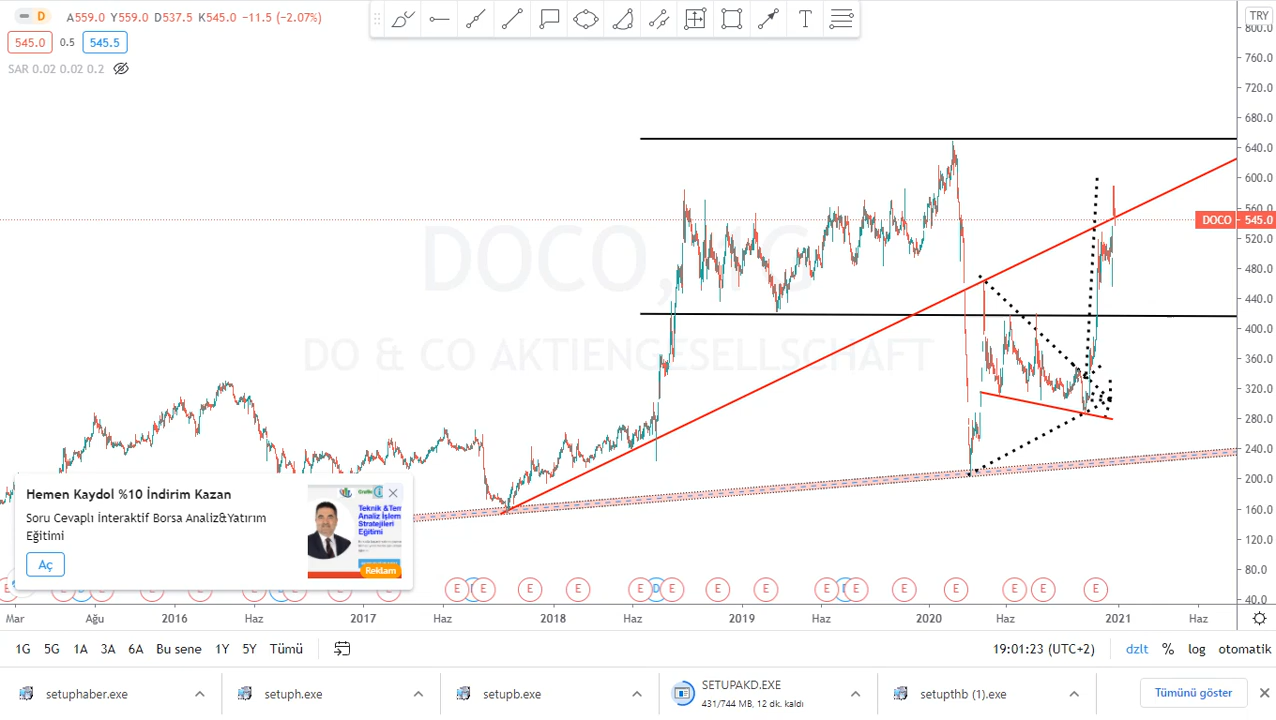 D A559.0 Y559.0 D537.5 K545.0 −11.5 (−2.07%)
545.0 0.5 545.5
SAR 0.02 0.02 0.2
T
TRY
800.0
760.0
720.0
680.0
640.0
600.0
560.0
DOCO 545.0
520.0
480.0
440.0
400.0
360.0
320.0
280.0
240.0
200.0
160.0
120.0
80.0
40.0
DO & CO AKTIENGESELLSCHAFT
Hemen Kaydol %10 İndirim Kazan
Soru Cevaplı İnteraktif Borsa Analiz&Yatırım
Eğitimi
Aç
Teknik &Tem
Analiz İşlem
Stratejileri
Eğitimi
Reklam
E E E E E D E E E E D E E E E E E
Mar Ağu 2016 Haz 2017 Haz 2018 Haz 2019 Haz 2020 Haz 2021 Haz
1G 5G 1A 3A 6A Bu sene 1Y 5Y Tümü 19:01:23 (UTC+2) dzlt % log otomatik
setuphaber.exe setuph.exe setupb.exe SETUPAKD.EXE setupthb (1).exe Tümünü göster
431/744 MB, 12 dk. kaldı